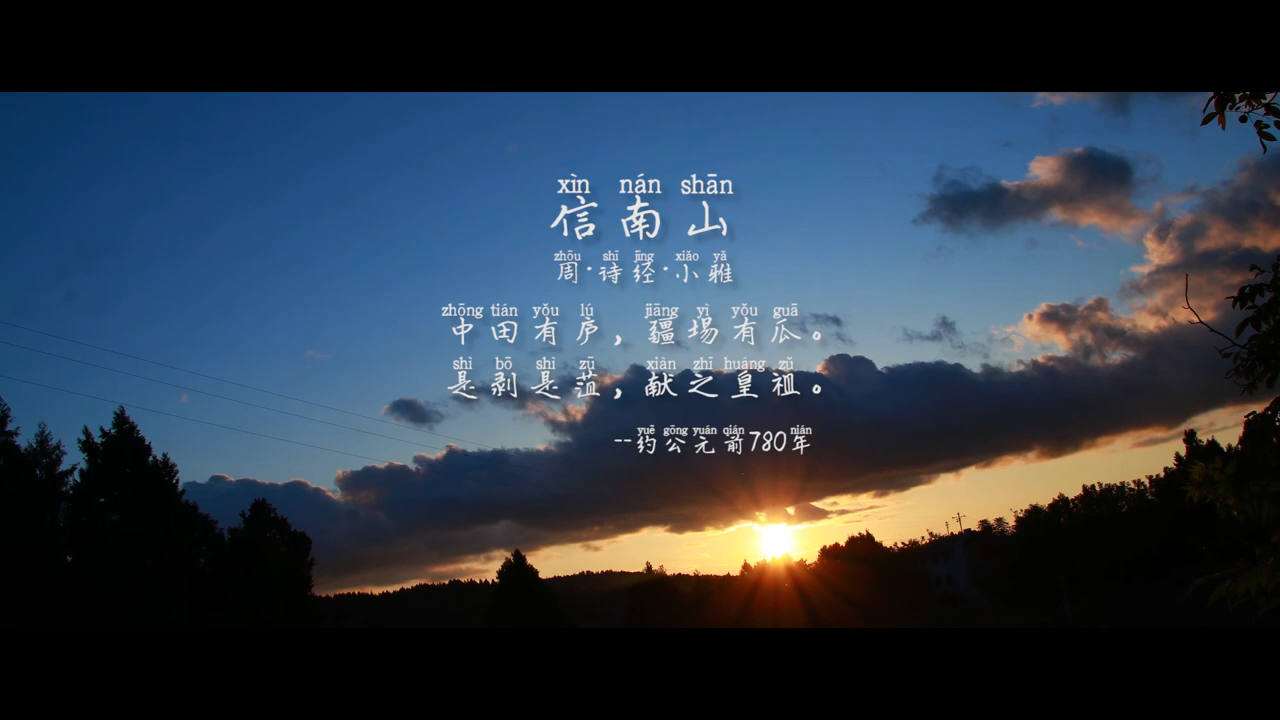 xìn nán shān
信南山
zhōu shī jīng xiǎo yǎ
周·诗经·小雅
zhōng tián yǒu lú jiāng yì yǒu guā
中田有庐，疆埸有瓜。
shì bō shì zū xiàn zhī huáng zǔ
是剥是菹，献之皇祖。
yuē gōng yuán qián nián
--约公元前780年